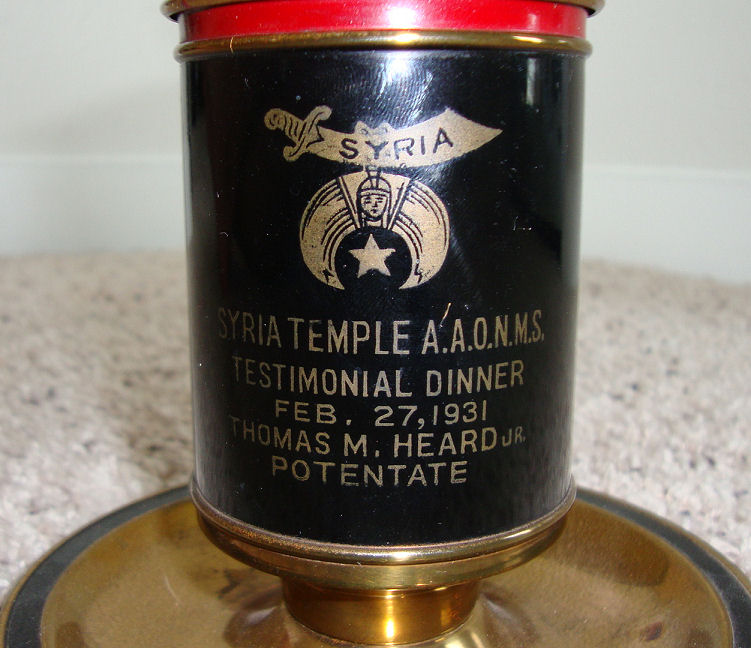 SYRIA
SYRIA TEMPLE A.A.O.N.M.S.
TESTIMONIAL DINNER
FEB. 27, 1931
THOMAS M. HEARD JR.
POTENTATE